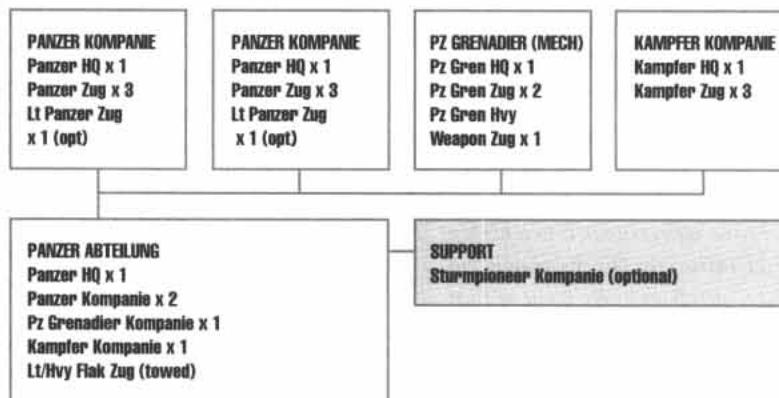 PANZER KOMPANIE
Panzer HQ x 1
Panzer Zug x 3
Lt Panzer Zug
x 1 (opt)
PANZER KOMPANIE
Panzer HQ x 1
Panzer Zug x 3
Lt Panzer Zug
x 1 (opt)
PZ GRENADIER (MECH)
Pz Gren HQ x 1
Pz Gren Zug x 2
Pz Gren Hvy
Weapon Zug x 1
KAMPFER KOMPANIE
Kampfer HQ x 1
Kampfer Zug x 3
PANZER ABTEILUNG
Panzer HQ x 1
Panzer Kompanie x 2
Pz Grenadier Kompanie x 1
Kampfer Kompanie x 1
Lt/Hvy Flak Zug (towed)
SUPPORT
Sturmpioneer Kompanie (optional)